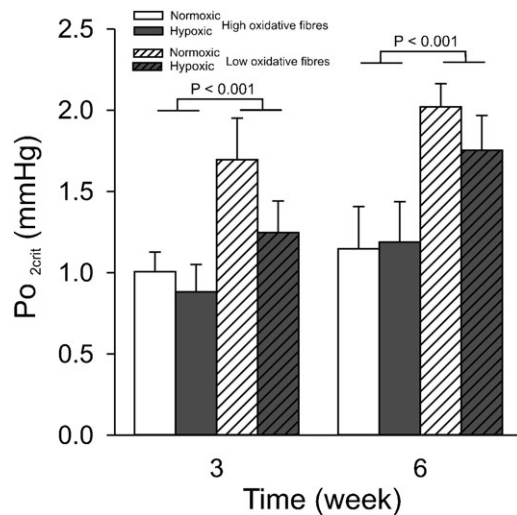 Normoxic
Hypoxic
High oxidative fibres
Normoxic
Hypoxic
Low oxidative fibres
P < 0.001
P < 0.001
2.5
2.0
1.5
1.0
0.5
0.0
Po 2crit (mmHg)
3
6
Time (week)